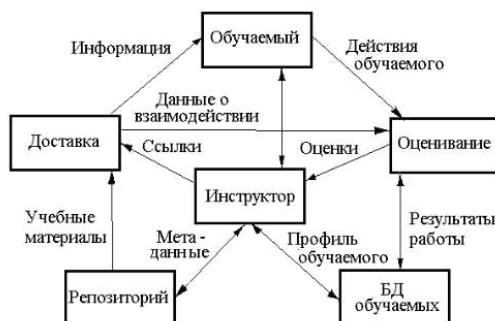 Обучаемый
Информация
Действия
обучаемого
Данные о
взаимодействии
Доставка
Ссылки
Оценки
Оценивание
Инструктор
Учебные
материалы
Мета-
данные
Профиль
обучаемого
Результаты
работы
Репозиторий
БД
обучаемых